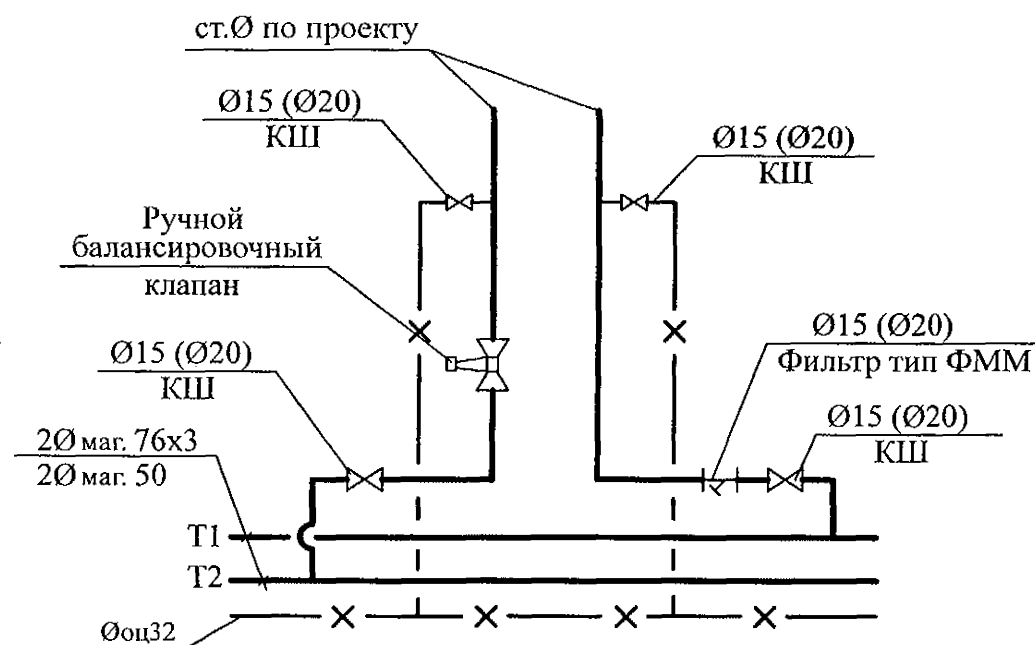 ст.Ø по проекту
Ø15 (Ø20)
КШ
Ø15 (Ø20)
КШ
Ручной
балансировочный
клапан
Ø15 (Ø20)
Фильтр тип ФММ
Ø15 (Ø20)
КШ
Ø15 (Ø20)
КШ
2Ø маг. 76х3
2Ø маг. 50
Т1
Т2
Øоц32